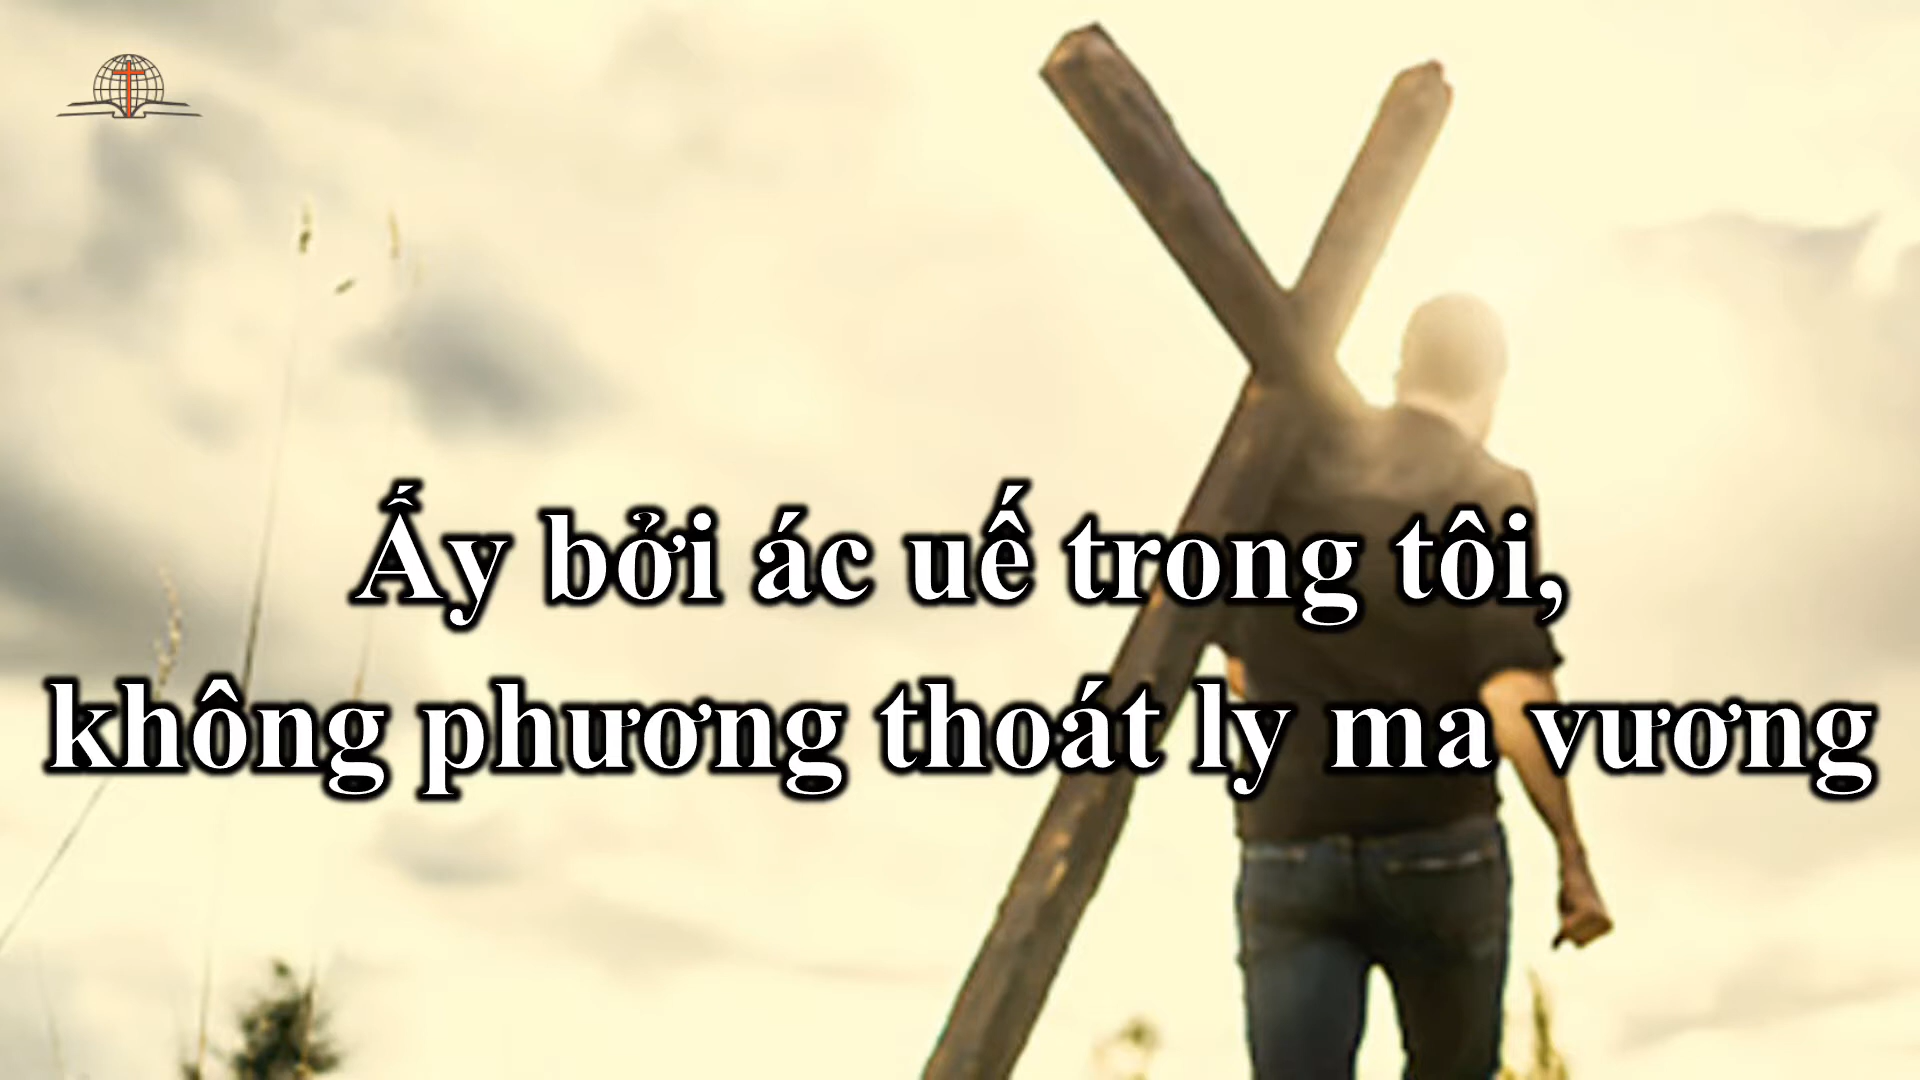 Ấy bởi ác uế trong tôi,
không phương thoát ly ma vương